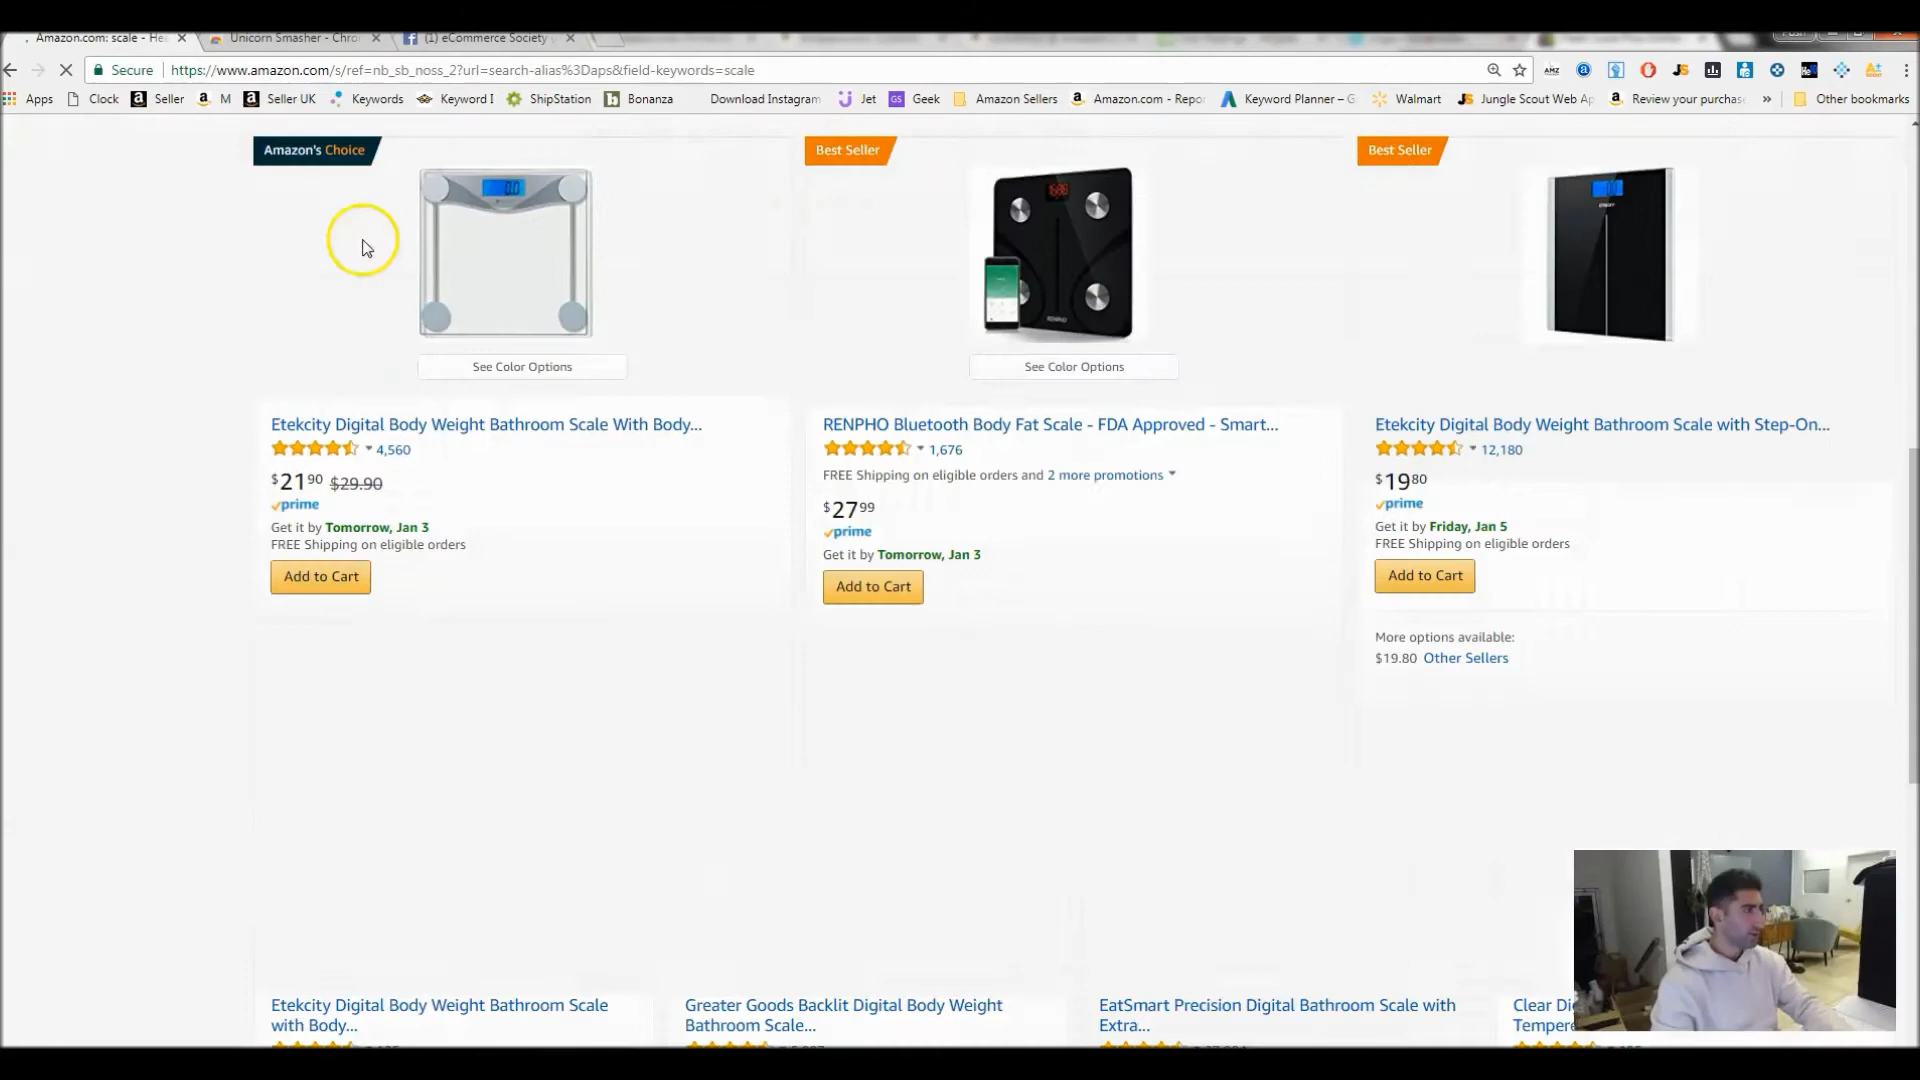 Amazon.com: scale - He
Unicorn Smasher - Chro
(1) eCommerce Society
Secure
https://www.amazon.com/s/ref=nb_sb_noss_2?url=search-alias%3Daps&field-keywords=scale
Apps Clock Seller M Seller UK Keywords Keyword I ShipStation Bonanza Download Instagram Jet Geek Amazon Sellers Amazon.com - Repo Keyword Planner – G Walmart Jungle Scout Web Ap Review your purchas » Other bookmarks
Amazon's Choice
Best Seller
Best Seller
See Color Options
See Color Options
Etekcity Digital Body Weight Bathroom Scale With Body...
4,560
$21 90 $29.90
prime
Get it by Tomorrow, Jan 3
FREE Shipping on eligible orders
Add to Cart
RENPHO Bluetooth Body Fat Scale - FDA Approved - Smart...
1,676
FREE Shipping on eligible orders and 2 more promotions
$27 99
prime
Get it by Tomorrow, Jan 3
Add to Cart
Etekcity Digital Body Weight Bathroom Scale with Step-On...
12,180
$19 80
prime
Get it by Friday, Jan 5
FREE Shipping on eligible orders
Add to Cart
More options available:
$19.80 Other Sellers
Etekcity Digital Body Weight Bathroom Scale
with Body...
Greater Goods Backlit Digital Body Weight
Bathroom Scale...
EatSmart Precision Digital Bathroom Scale with
Extra...
Clear Di
Tempere